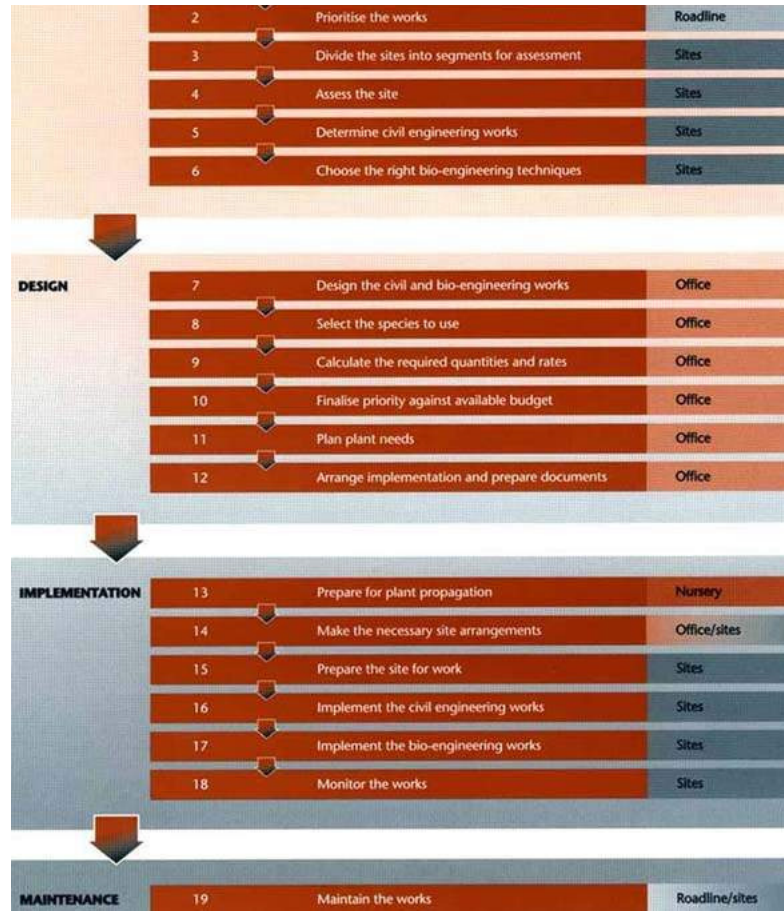 2 Prioritise the works Roadline
3 Divide the sites into segments for assessment Sites
4 Assess the site Sites
5 Determine civil engineering works Sites
6 Choose the right bio-engineering techniques Sites
DESIGN 7 Design the civil and bio-engineering works Office
8 Select the species to use Office
9 Calculate the required quantities and rates Office
10 Finalise priority against available budget Office
11 Plan plant needs Office
12 Arrange implementation and prepare documents Office
IMPLEMENTATION 13 Prepare for plant propagation Nursery
14 Make the necessary site arrangements Office/sites
15 Prepare the site for work Sites
16 Implement the civil engineering works Sites
17 Implement the bio-engineering works Sites
18 Monitor the works Sites
MAINTENANCE 19 Maintain the works Roadline/sites